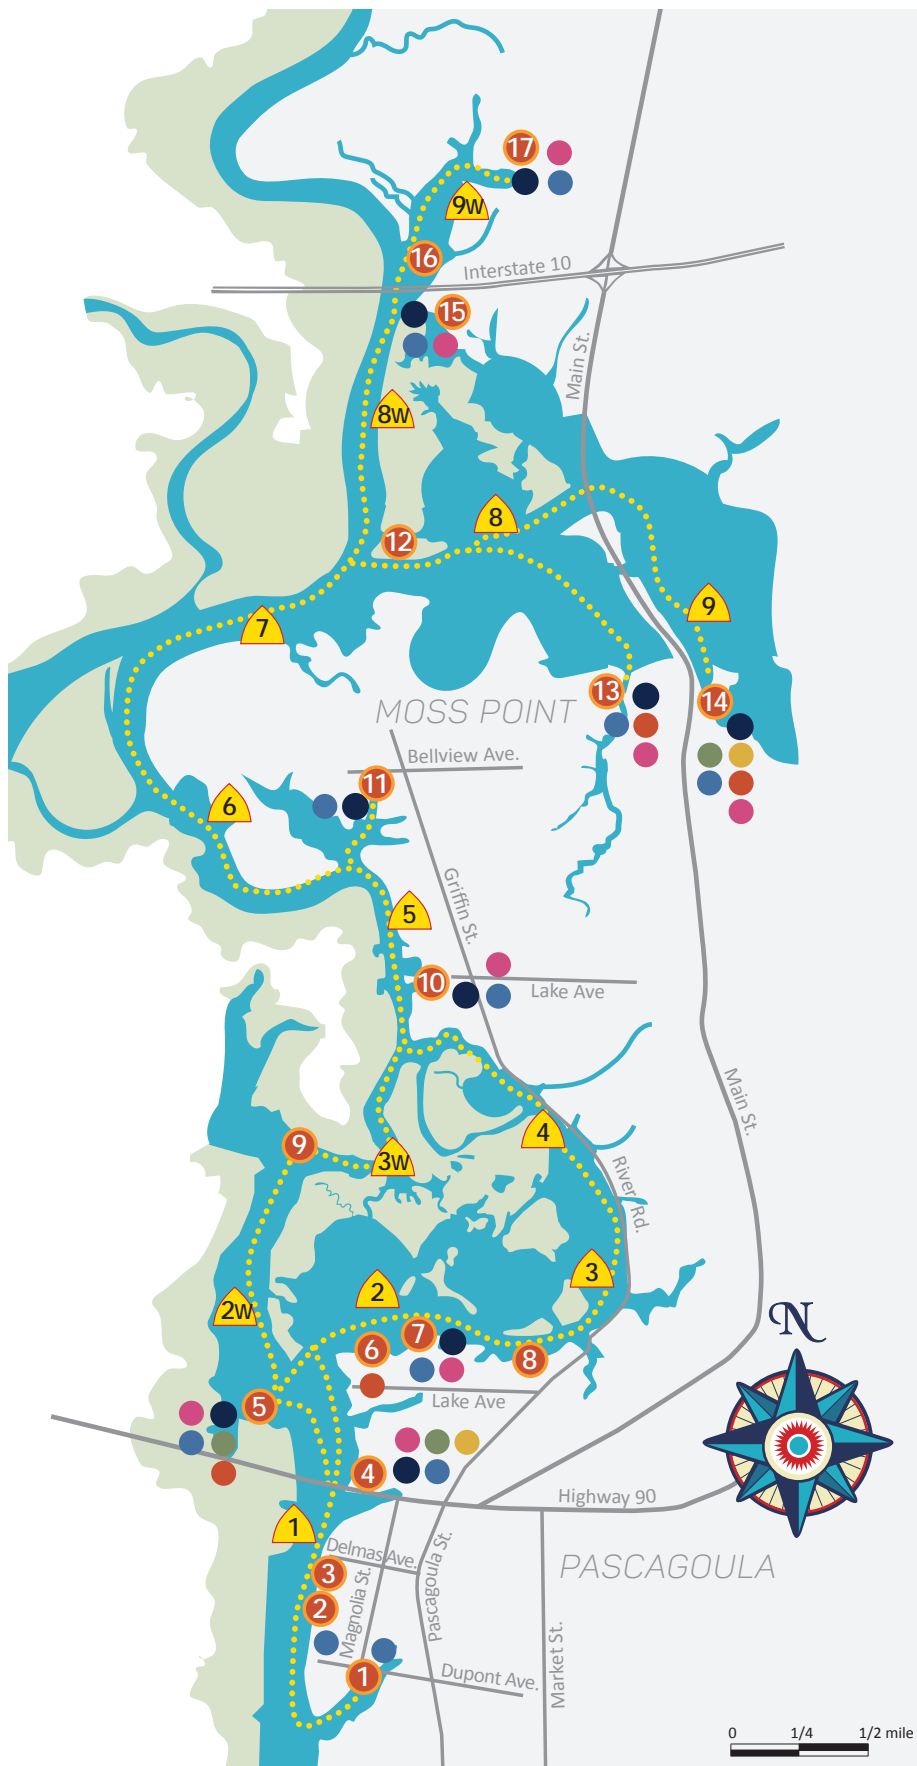 17
9W
16
Interstate 10
15
Main St.
8W
8
12
9
7
13
14
MOSS POINT
Bellview Ave.
11
6
Griffin St.
5
10
Lake Ave
Main St.
4
9
3W
River Rd.
3
2
2W
N
7
6
8
5
Lake Ave
4
Highway 90
1
Delmas Ave.
PASCAGOULA
3
Magnolia St.
Pascagoula St.
2
Market St.
1
Dupont Ave.
0 1/4 1/2 mile